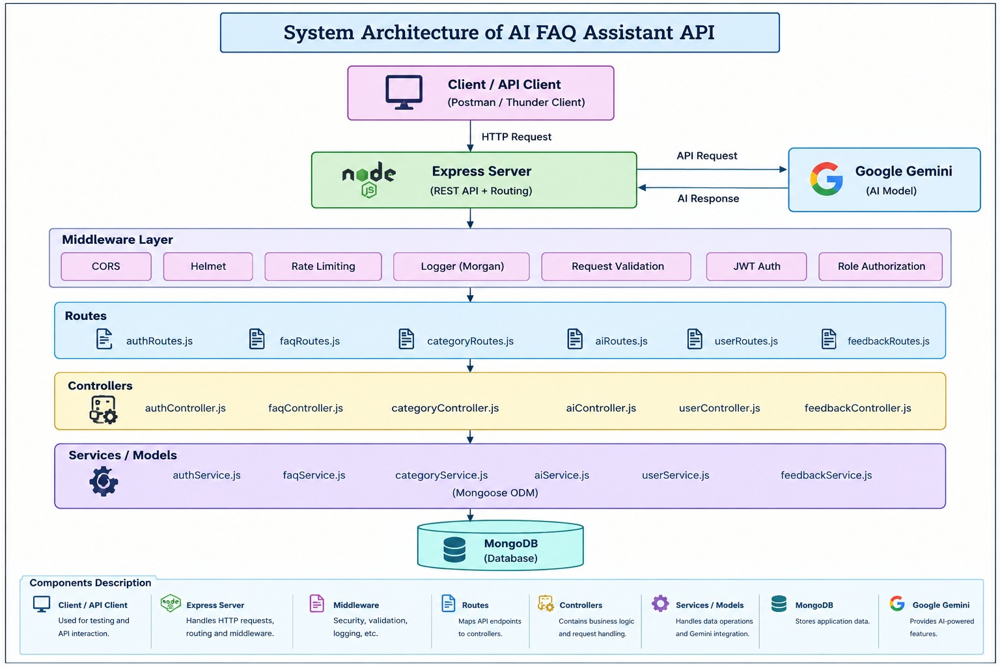 System Architecture of AI FAQ Assistant API
Client / API Client
(Postman / Thunder Client)
HTTP Request
node
JS
Express Server
(REST API + Routing)
API Request
AI Response
Google Gemini
(AI Model)
Middleware Layer
CORS
Helmet
Rate Limiting
Logger (Morgan)
Request Validation
JWT Auth
Role Authorization
Routes
authRoutes.js
faqRoutes.js
categoryRoutes.js
aiRoutes.js
userRoutes.js
feedbackRoutes.js
Controllers
authController.js
faqController.js
categoryController.js
aiController.js
userController.js
feedbackController.js
Services / Models
authService.js
faqService.js
categoryService.js
aiService.js
userService.js
feedbackService.js
(Mongoose ODM)
MongoDB
(Database)
Components Description
Client / API Client
Used for testing and
API interaction.
node
JS
Express Server
Handles HTTP requests,
routing and middleware.
Middleware
Security, validation,
logging, etc.
Routes
Maps API endpoints
to controllers.
Controllers
Contains business logic
and request handling.
Services / Models
Handles data operations
and Gemini integration.
MongoDB
Stores application data.
Google Gemini
Provides AI-powered
features.